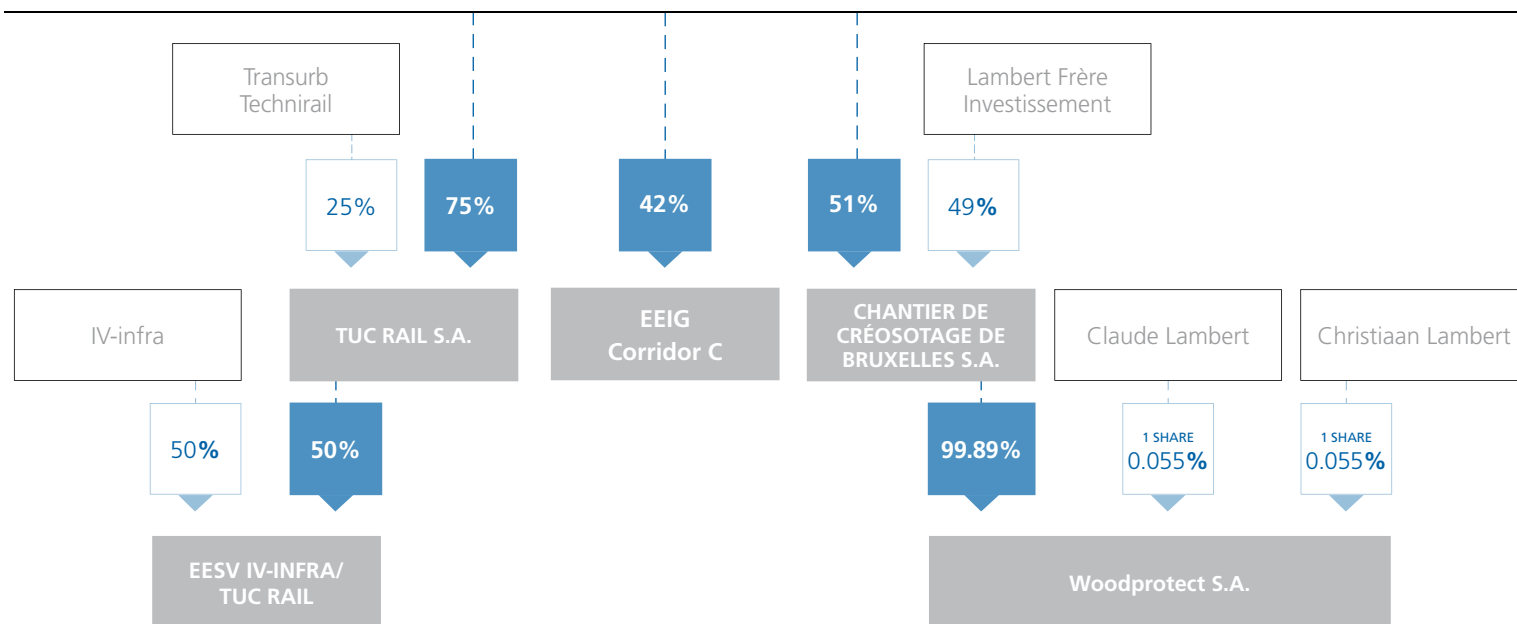 Transurb
Technirail
Lambert Frère
Investissement
25%
75%
42%
51%
49%
IV-infra
TUC RAIL S.A.
EEIG
Corridor C
CHANTIER DE
CRÉOSOTAGE DE
BRUXELLES S.A.
Claude Lambert
Christiaan Lambert
50%
50%
99.89%
1 SHARE
0.055%
1 SHARE
0.055%
EESV IV-INFRA/
TUC RAIL
Woodprotect S.A.